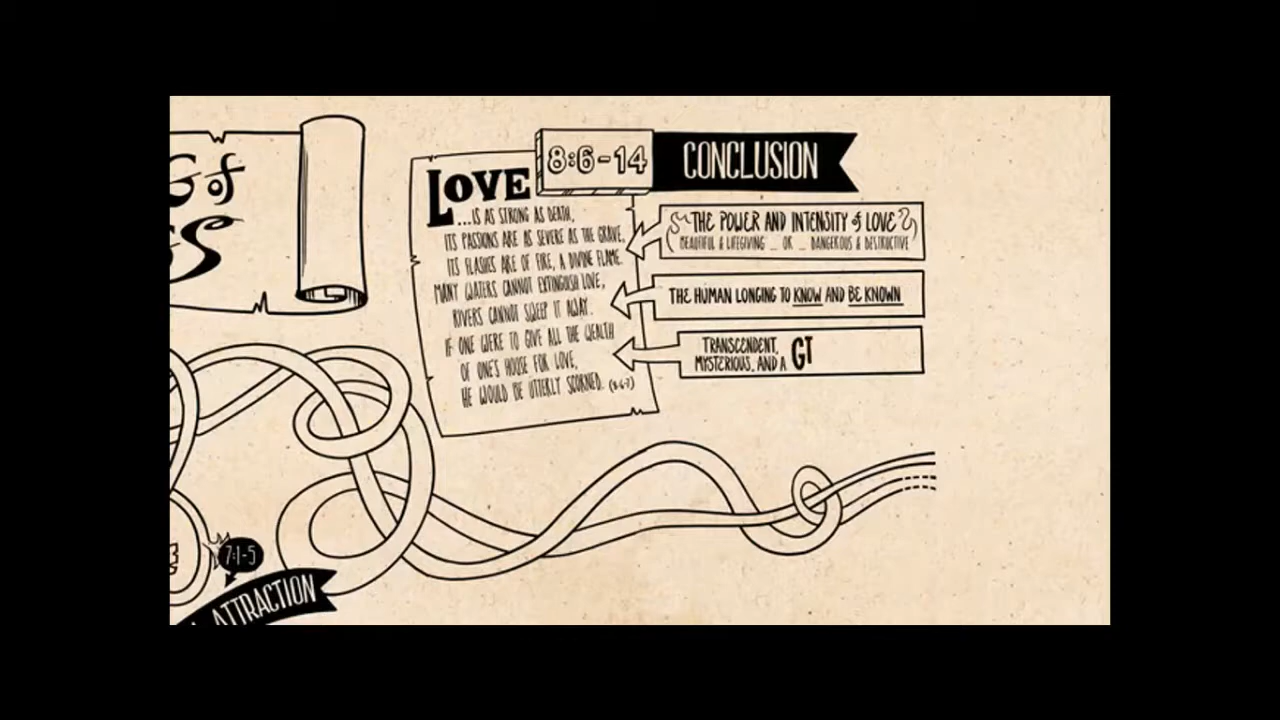 G of
GS
8:6-14 CONCLUSION
LOVE
...IS AS STRONG AS DEATH,
ITS PASSIONS ARE AS SEVERE AS THE GRAVE,
ITS FLASHES ARE OF FIRE, A DIVINE FLAME.
MANY WATERS CANNOT EXTINGUISH LOVE,
RIVERS CANNOT SWEEP IT AWAY.
IF ONE WERE TO GIVE ALL THE WEALTH
OF ONE'S HOUSE FOR LOVE,
HE WOULD BE UTTERLY SCORNED. (8:6-7)
THE POWER AND INTENSITY of LOVE
BEAUTIFUL & LIFEGIVING ... OR ... DANGEROUS & DESTRUCTIVE
THE HUMAN LONGING TO KNOW AND BE KNOWN
TRANSCENDENT,
MYSTERIOUS, AND A GI
7:1-5
ATTRACTION